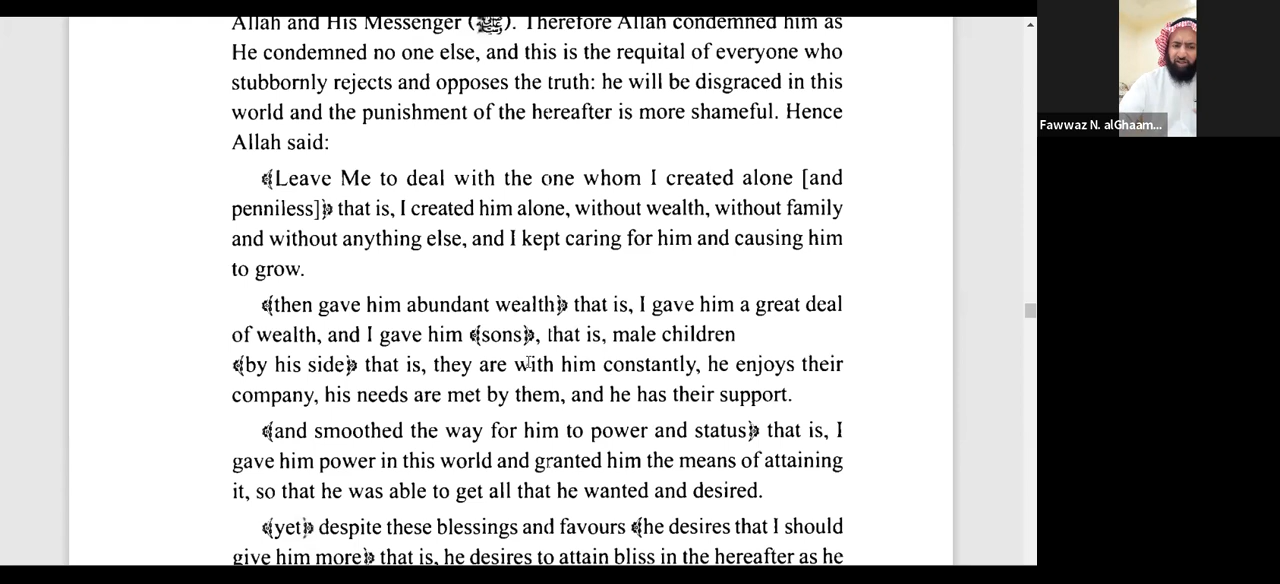 Allah and His Messenger (ﷺ). Therefore Allah condemned him as
He condemned no one else, and this is the requital of everyone who
stubbornly rejects and opposes the truth: he will be disgraced in this
world and the punishment of the hereafter is more shameful. Hence
Allah said:
﴾Leave Me to deal with the one whom I created alone [and
penniless]﴿ that is, I created him alone, without wealth, without family
and without anything else, and I kept caring for him and causing him
to grow.
﴾then gave him abundant wealth﴿ that is, I gave him a great deal
of wealth, and I gave him ﴾sons﴿, that is, male children
﴾by his side﴿ that is, they are with him constantly, he enjoys their
company, his needs are met by them, and he has their support.
﴾and smoothed the way for him to power and status﴿ that is, I
gave him power in this world and granted him the means of attaining
it, so that he was able to get all that he wanted and desired.
﴾yet﴿ despite these blessings and favours ﴾he desires that I should
give him more﴿ that is, he desires to attain bliss in the hereafter as he
Fawwaz N. alGhaam...